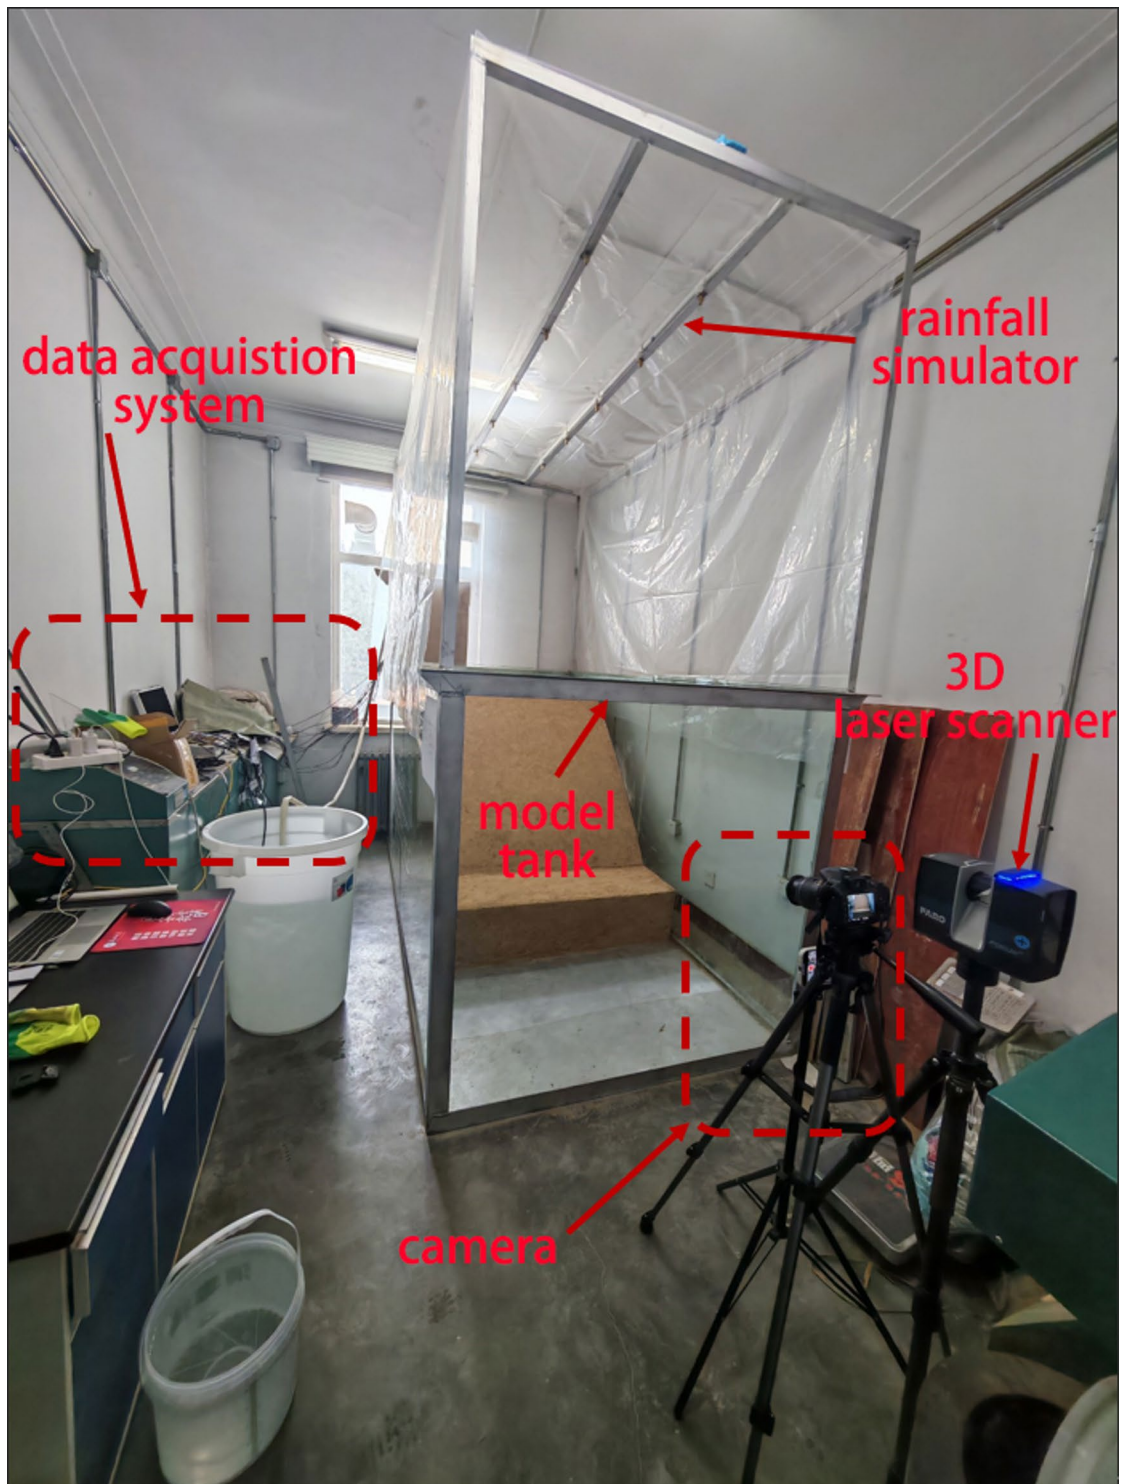 rainfall
simulator
data acquistion
system
3D
laser scanner
model
tank
FARO
camera